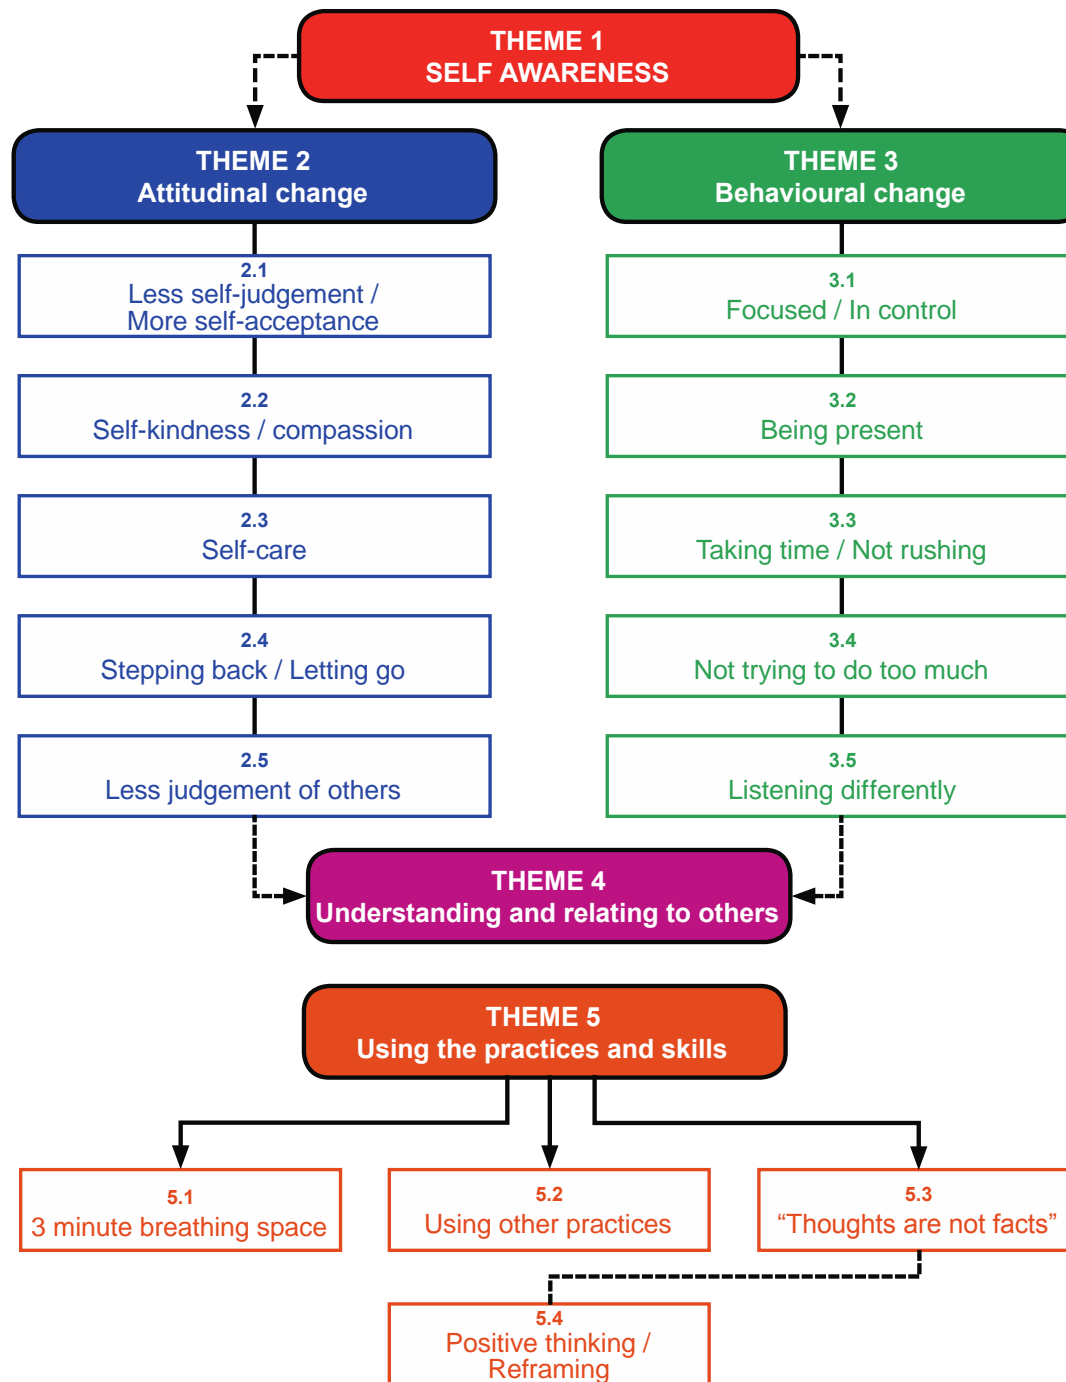 THEME 1
SELF AWARENESS
THEME 2
Attitudinal change
THEME 3
Behavioural change
2.1
Less self-judgement /
More self-acceptance
3.1
Focused / In control
2.2
Self-kindness / compassion
3.2
Being present
2.3
Self-care
3.3
Taking time / Not rushing
2.4
Stepping back / Letting go
3.4
Not trying to do too much
2.5
Less judgement of others
3.5
Listening differently
THEME 4
Understanding and relating to others
THEME 5
Using the practices and skills
5.1
3 minute breathing space
5.2
Using other practices
5.3
“Thoughts are not facts”
5.4
Positive thinking /
Reframing